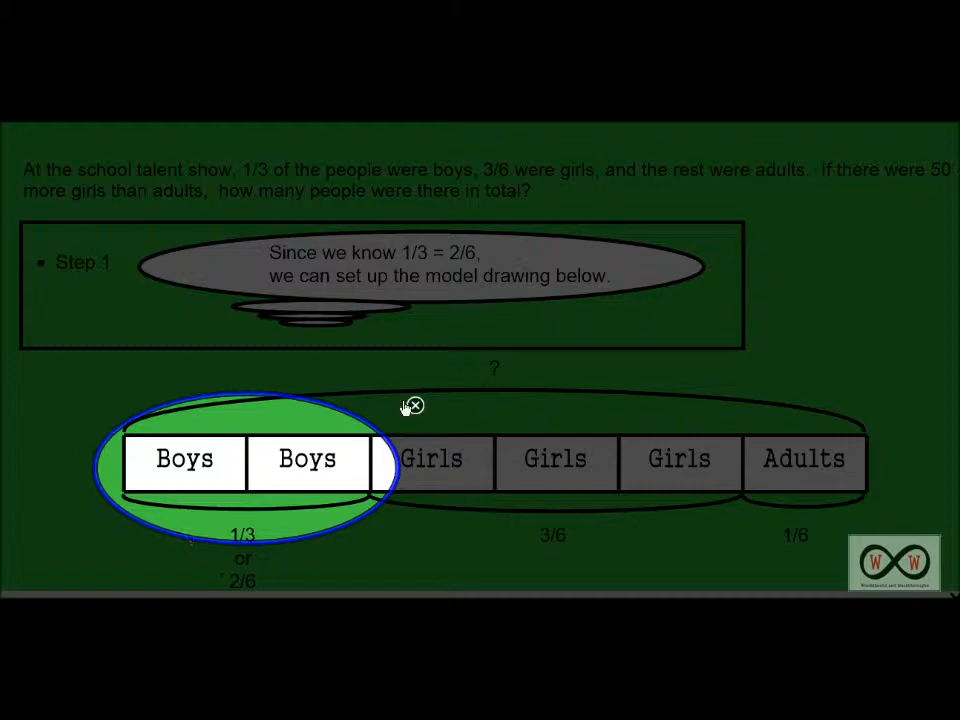 At the school talent show, 1/3 of the people were boys, 3/6 were girls, and the rest were adults. If there were 50
more girls than adults, how many people were there in total?
• Step 1
Since we know 1/3 = 2/6,
we can set up the model drawing below.
?
Boys Boys Girls Girls Girls Adults
1/3 3/6 1/6
or
2/6
W W